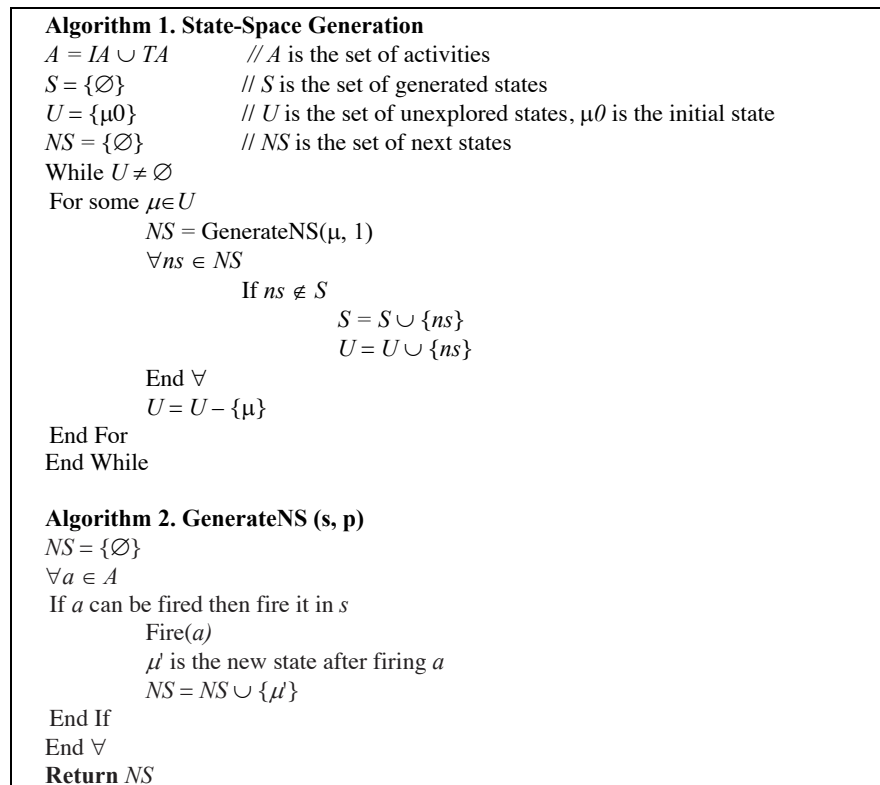 Algorithm 1. State-Space Generation
A = IA ∪ TA // A is the set of activities
S = {∅} // S is the set of generated states
U = {μ0} // U is the set of unexplored states, μ0 is the initial state
NS = {∅} // NS is the set of next states
While U ≠ ∅
For some μ∈U
NS = GenerateNS(μ, 1)
∀ns ∈ NS
If ns ∉ S
S = S ∪ {ns}
U = U ∪ {ns}
End ∀
U = U – {μ}
End For
End While
Algorithm 2. GenerateNS (s, p)
NS = {∅}
∀a ∈ A
If a can be fired then fire it in s
Fire(a)
μ' is the new state after firing a
NS = NS ∪ {μ'}
End If
End ∀
Return NS